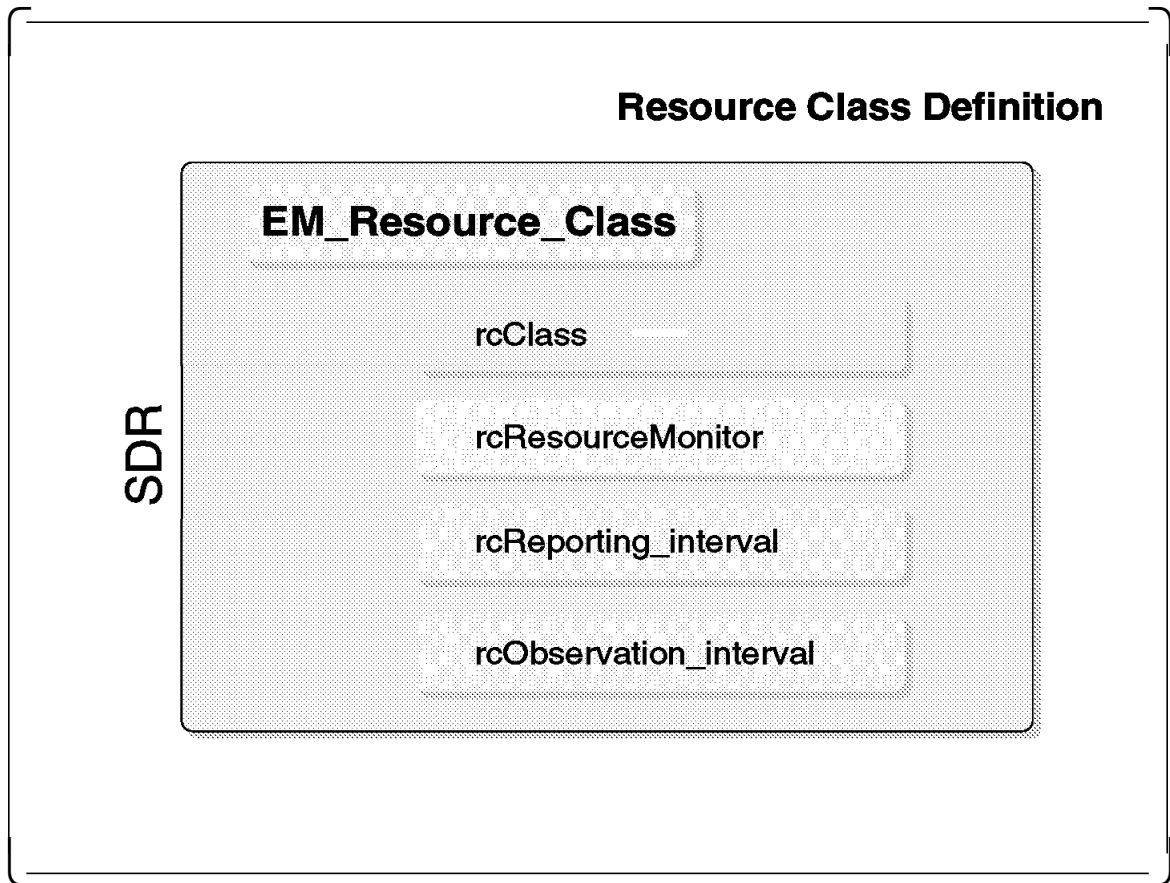 Resource Class Definition
EM_Resource_Class
rcClass
SDR
rcResourceMonitor
rcReporting_interval
rcObservation_interval